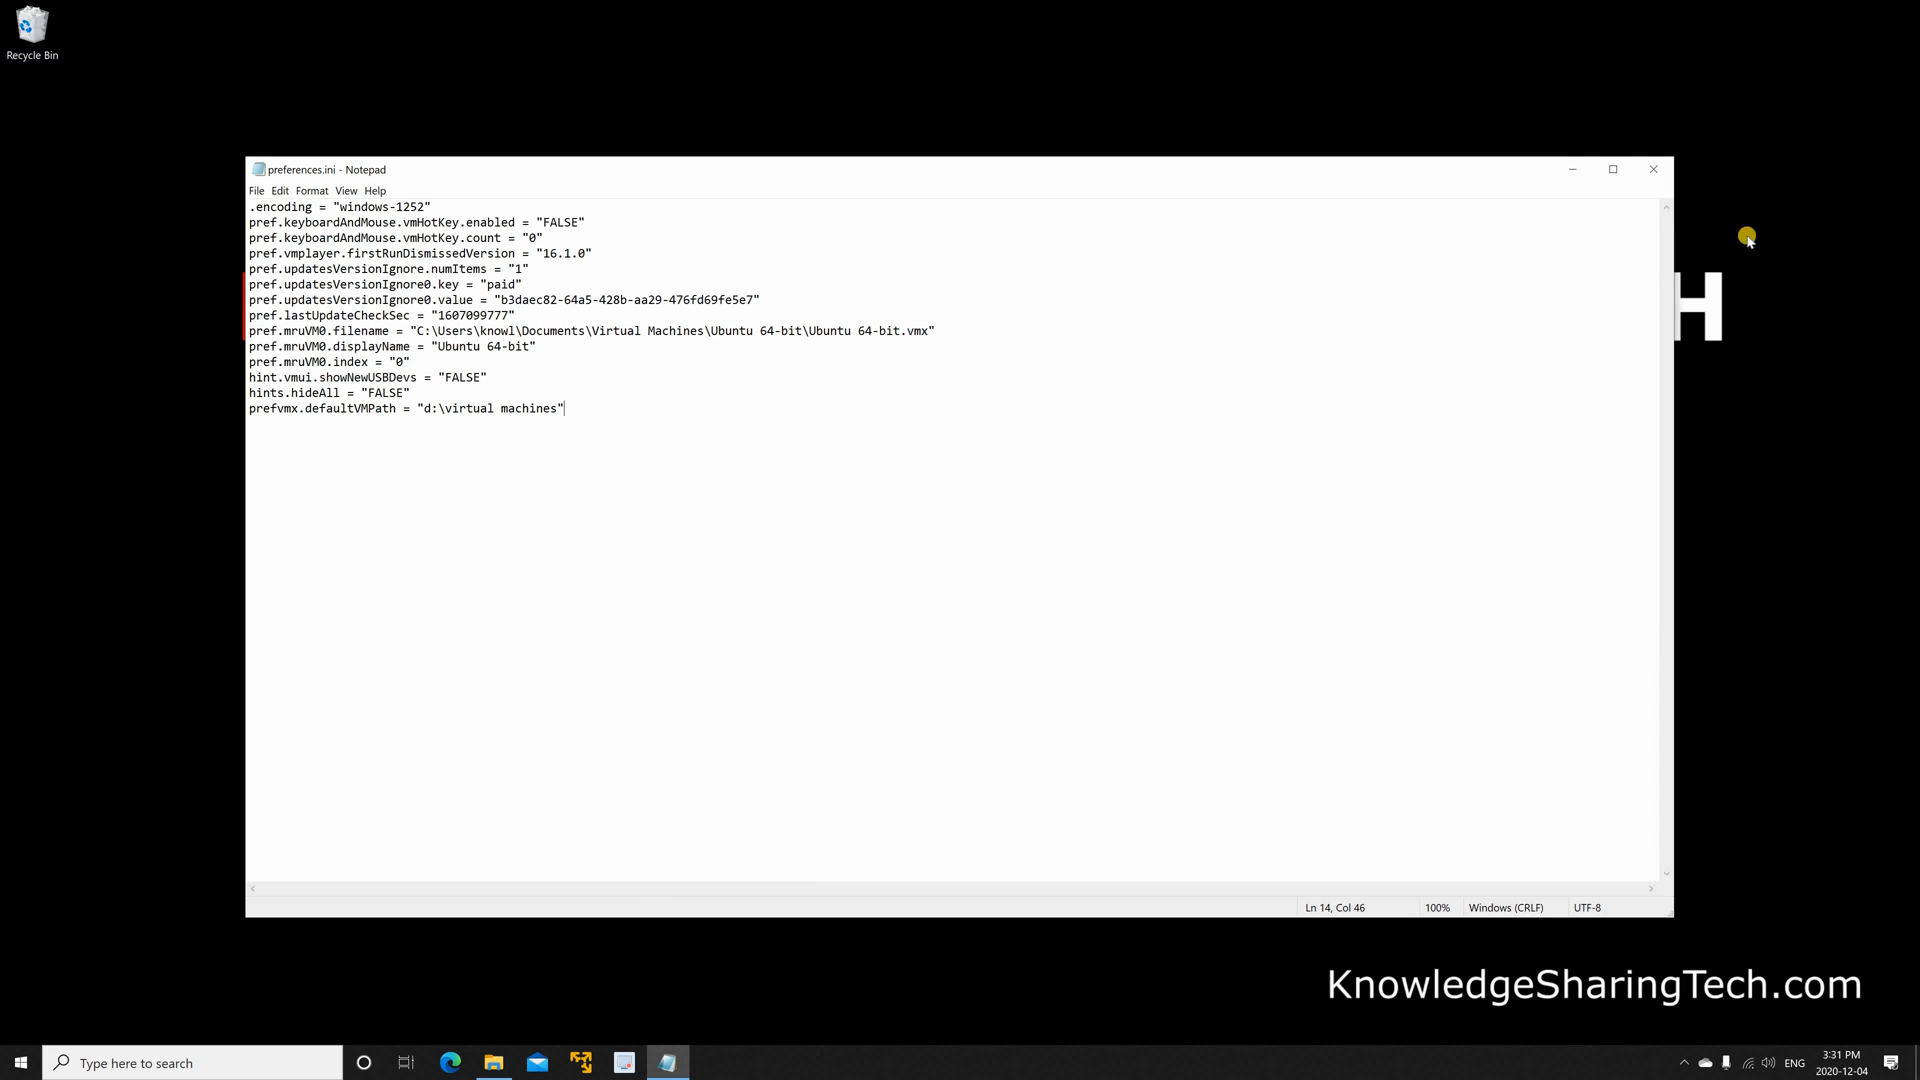 Recycle Bin
preferences.ini - Notepad
File Edit Format View Help
.encoding = "windows-1252"
pref.keyboardAndMouse.vmHotKey.enabled = "FALSE"
pref.keyboardAndMouse.vmHotKey.count = "0"
pref.vmplayer.firstRunDismissedVersion = "16.1.0"
pref.updatesVersionIgnore.numItems = "1"
pref.updatesVersionIgnore0.key = "paid"
pref.updatesVersionIgnore0.value = "b3daec82-64a5-428b-aa29-476fd69fe5e7"
pref.lastUpdateCheckSec = "1607099777"
pref.mruVM0.filename = "C:\Users\knowl\Documents\Virtual Machines\Ubuntu 64-bit\Ubuntu 64-bit.vmx"
pref.mruVM0.displayName = "Ubuntu 64-bit"
pref.mruVM0.index = "0"
hint.vmui.showNewUSBDevs = "FALSE"
hints.hideAll = "FALSE"
prefvmx.defaultVMPath = "d:\virtual machines"
H
Ln 14, Col 46 100% Windows (CRLF) UTF-8
KnowledgeSharingTech.com
Type here to search
ENG
3:31 PM
2020-12-04